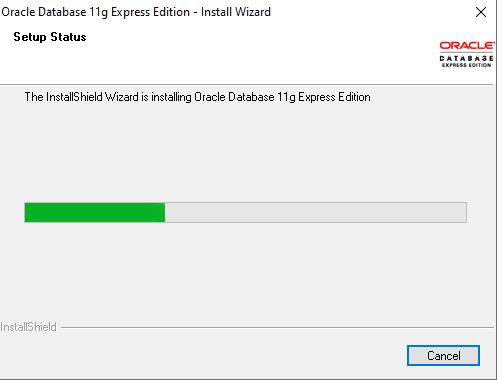 Oracle Database 11g Express Edition - Install Wizard
Setup Status
ORACLE
DATABASE
EXPRESS EDITION
The InstallShield Wizard is installing Oracle Database 11g Express Edition
InstallShield
Cancel